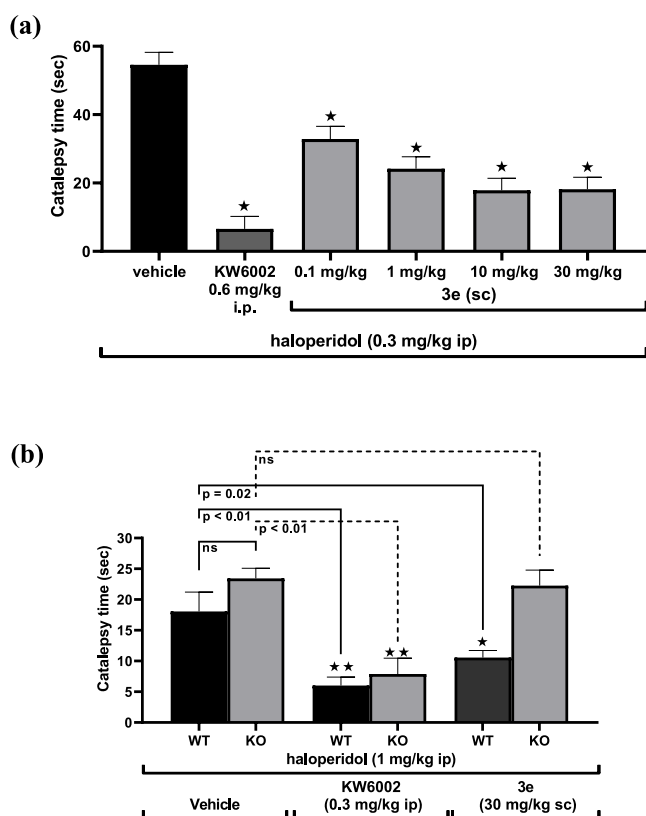 (a)
60
40
20
0
Catalepsy time (sec)
★
★
★
★
★
vehicle KW6002 0.1 mg/kg 1 mg/kg 10 mg/kg 30 mg/kg
0.6 mg/kg
i.p.
3e (sc)
haloperidol (0.3 mg/kg ip)
(b)
ns
p = 0.02
p < 0.01
p < 0.01
ns
30
25
20
15
10
5
0
Catalepsy time (sec)
★★
★★
★
WT KO WT KO WT KO
haloperidol (1 mg/kg ip)
Vehicle
KW6002
(0.3 mg/kg ip)
3e
(30 mg/kg sc)